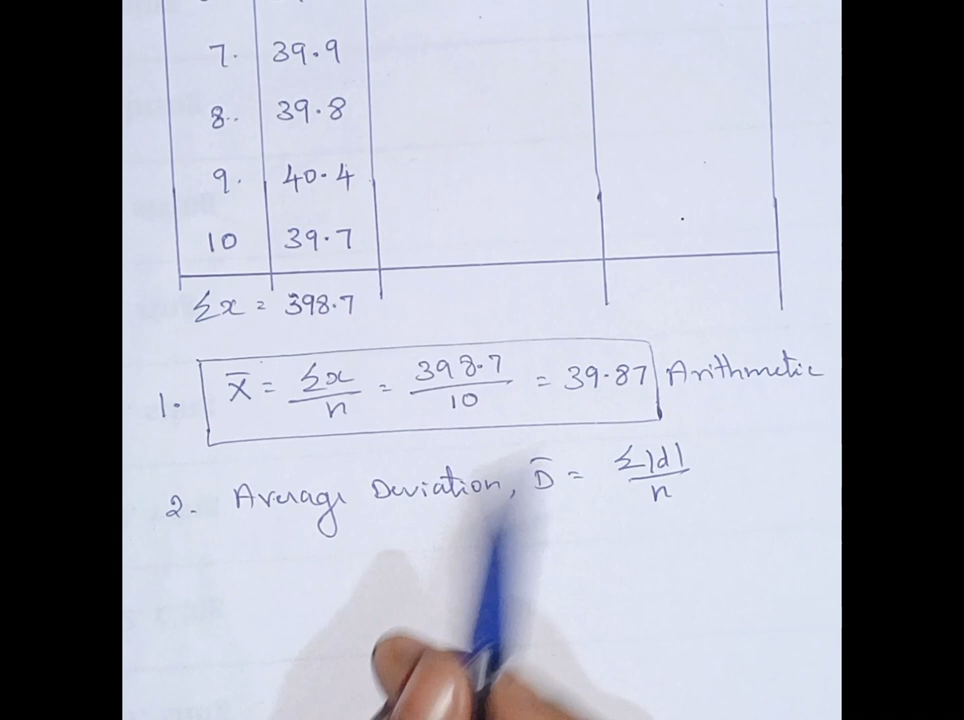 7. 39.9
8. 39.8
9. 40.4
10 39.7
Σx = 398.7
1. X̄ = Σx/n = 398.7/10 = 39.87 Arithmetic
2. Average Deviation, D̄ = Σ|d|/n